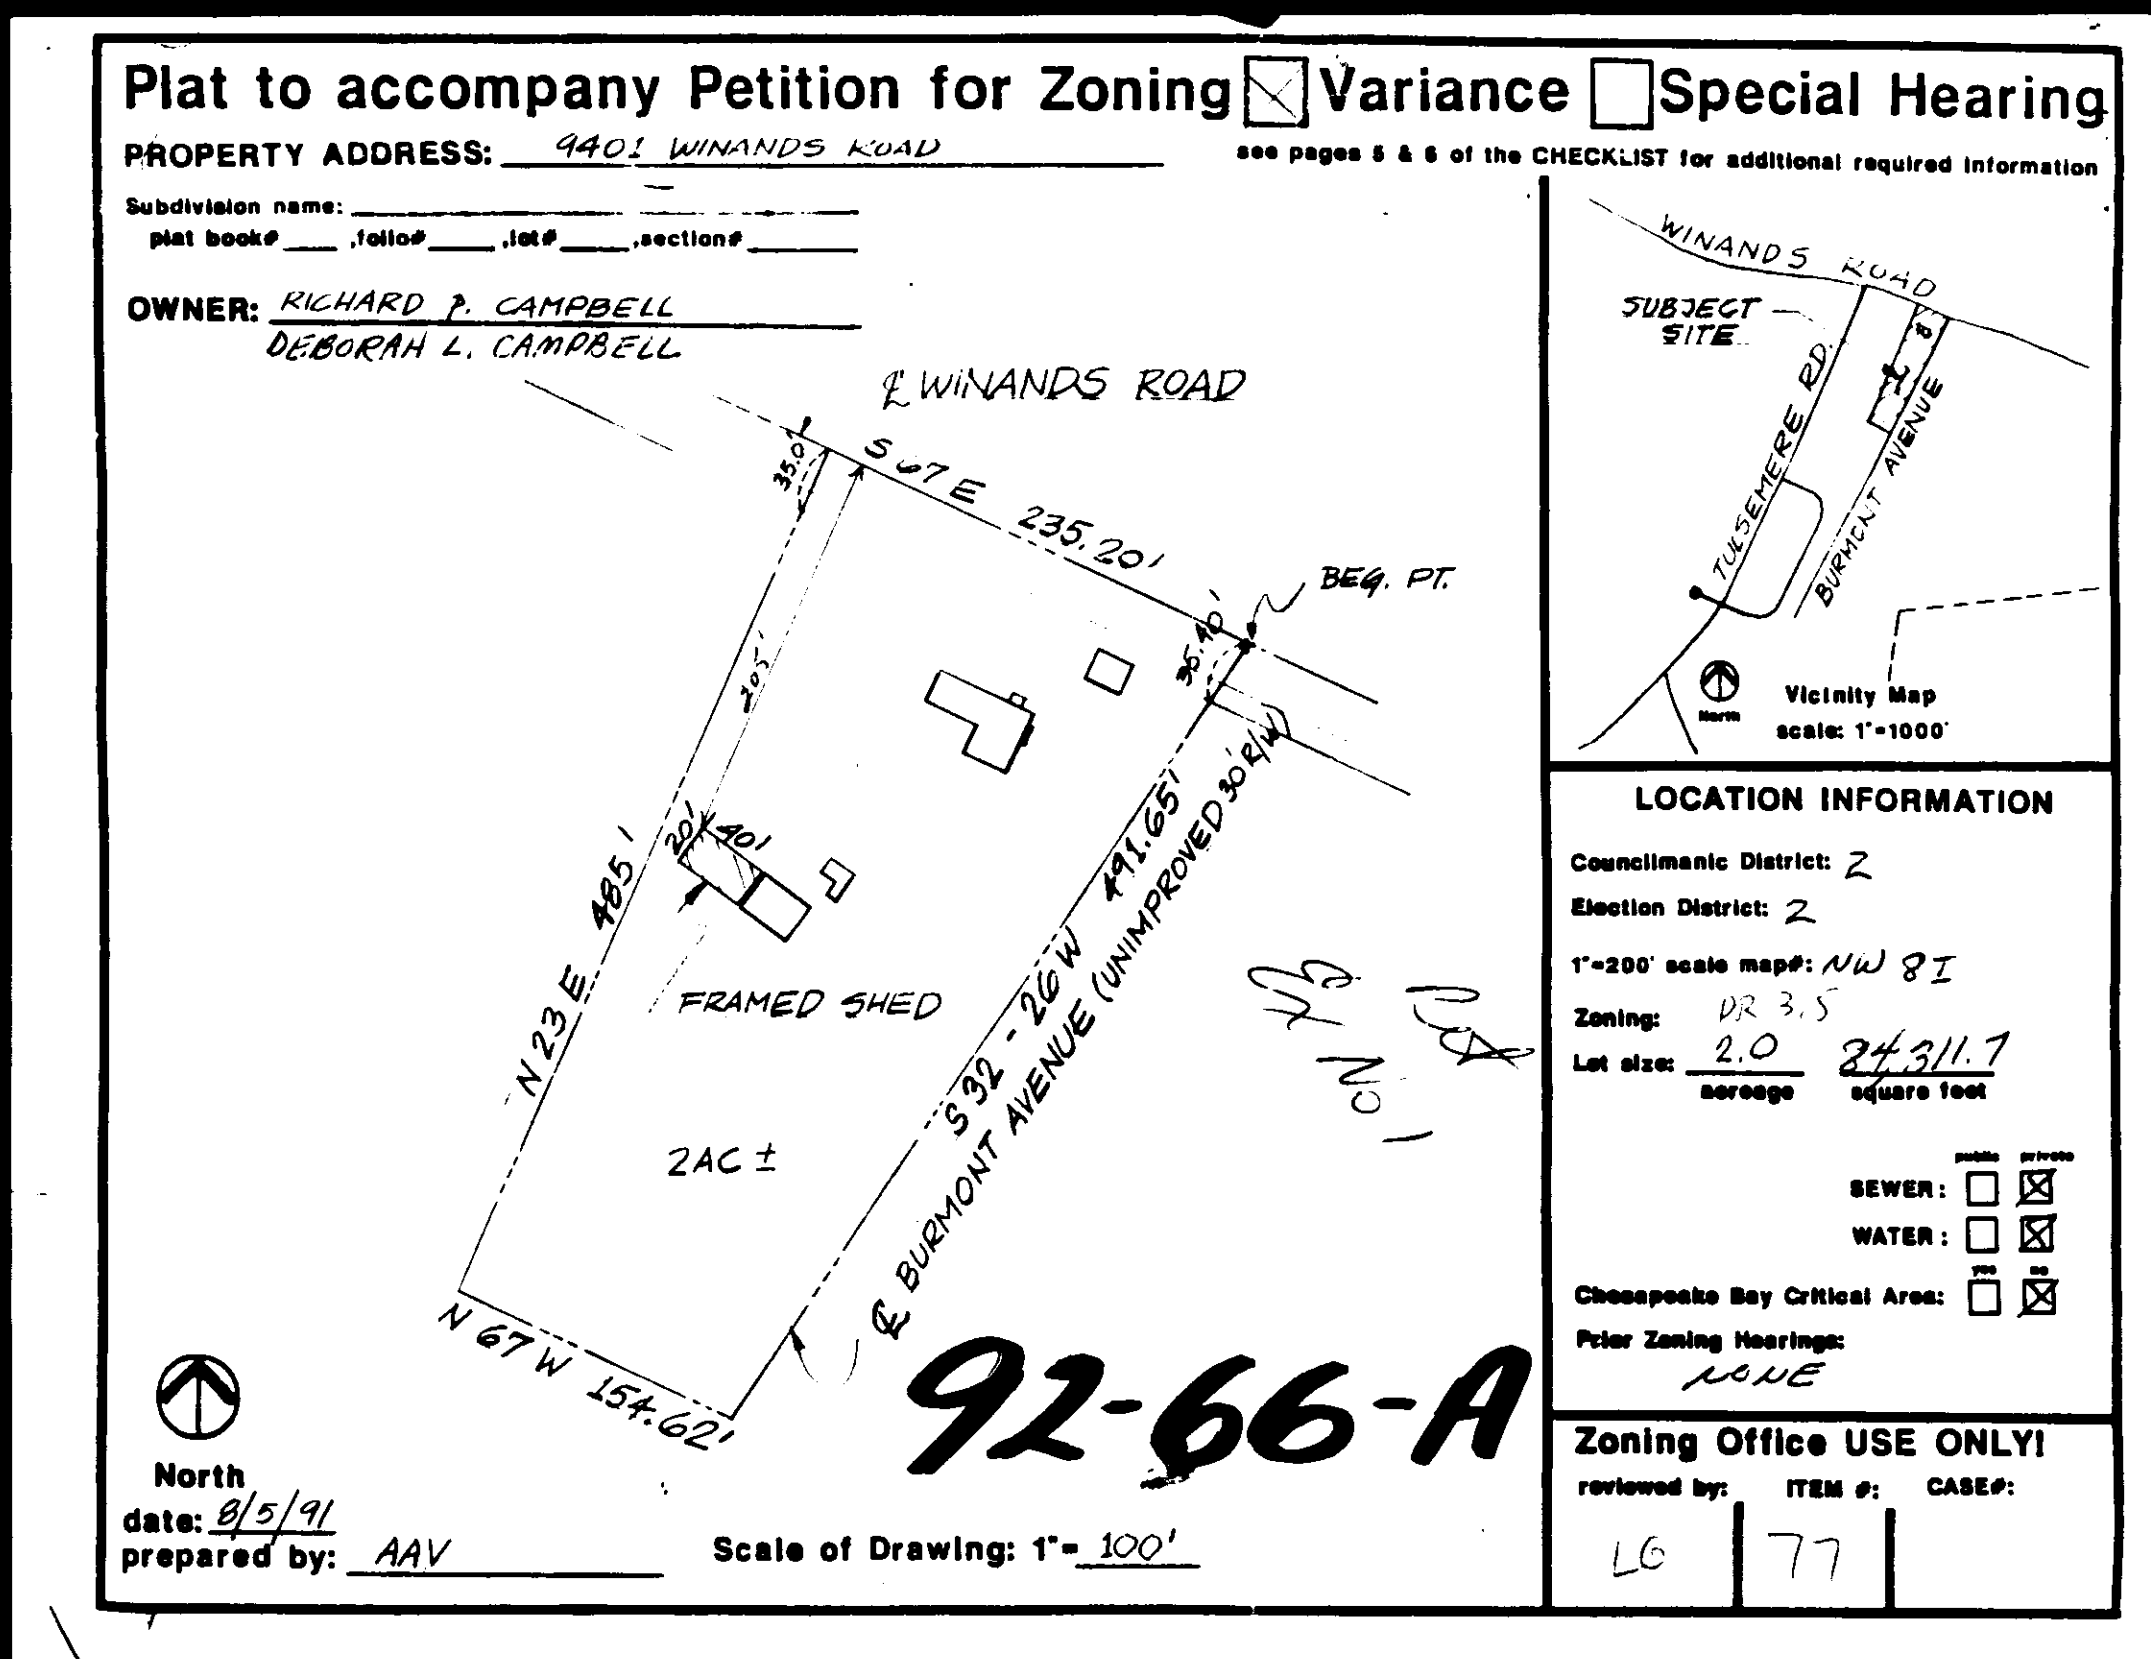 Plat to accompany Petition for Zoning Variance Special Hearing
PROPERTY ADDRESS: 9401 WINANDS ROAD
see pages 5 & 6 of the CHECKLIST for additional required information
Subdivision name:
plat book# ,folio# ,lot# ,section#
OWNER: RICHARD P. CAMPBELL
DEBORAH L. CAMPBELL
℄ WINANDS ROAD
35.0'
S 67 E 235.20'
BEG. PT.
35.40'
205'
20' 40'
N 23 E 485'
FRAMED SHED
S 32 - 26 W 491.65'
℄ BURMONT AVENUE (UNIMPROVED 30' R/W)
2AC ±
N 67 W 154.62'
No 1
92-66-A
North
date: 8/5/91
prepared by: AAV
Scale of Drawing: 1"= 100'
WINANDS ROAD
SUBJECT
SITE
TULSEMERE RD.
BURMONT AVENUE
North
Vicinity Map
scale: 1"=1000'
LOCATION INFORMATION
Councilmanic District: 2
Election District: 2
1"=200' scale map#: NW 8I
Zoning: DR 3.5
Lot size: 2.0 84311.7
acreage square feet
public private
SEWER:
WATER:
yes no
Chesapeake Bay Critical Area:
Prior Zoning Hearings:
NONE
Zoning Office USE ONLY!
reviewed by: ITEM #: CASE#:
LG 77